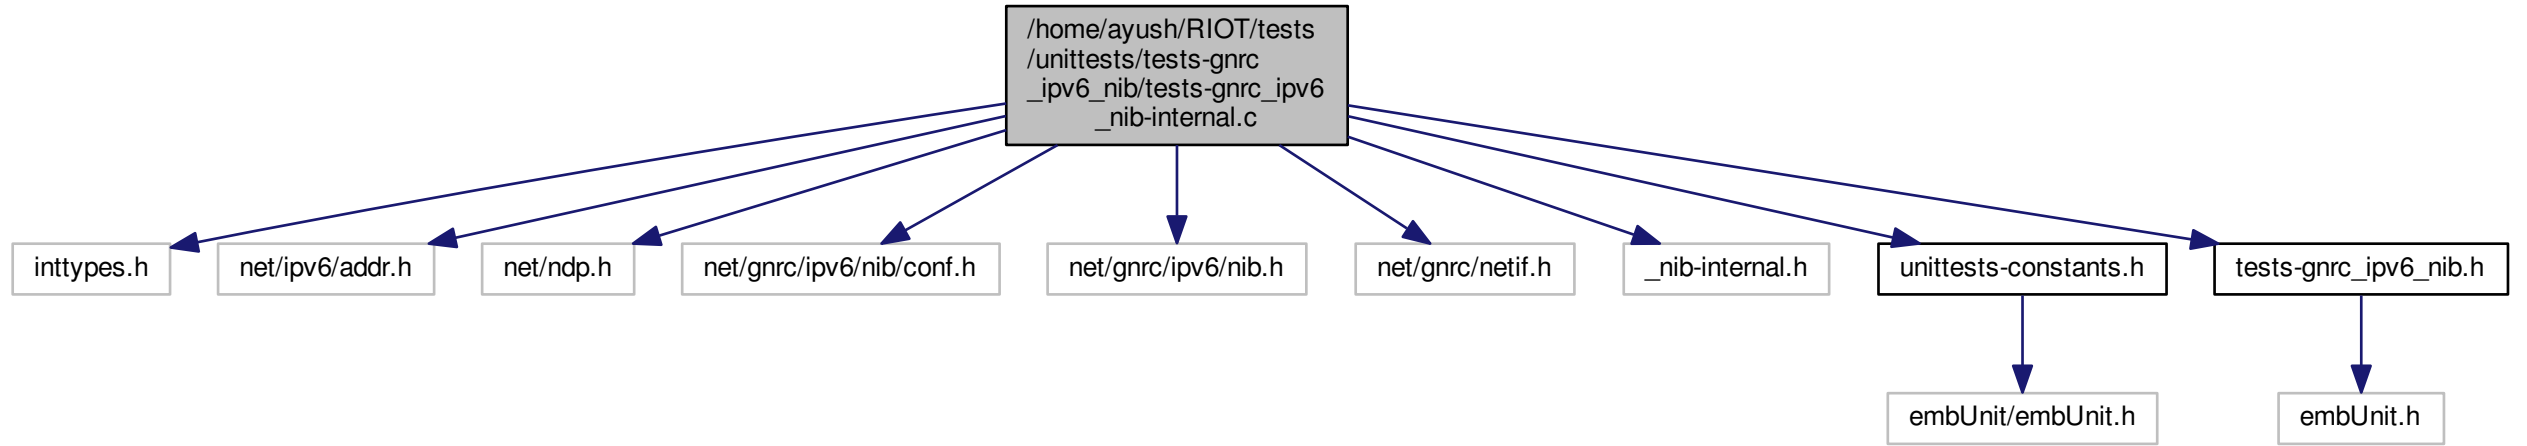 /home/ayush/RIOT/tests
/unittests/tests-gnrc
_ipv6_nib/tests-gnrc_ipv6
_nib-internal.c
inttypes.h
net/ipv6/addr.h
net/ndp.h
net/gnrc/ipv6/nib/conf.h
net/gnrc/ipv6/nib.h
net/gnrc/netif.h
_nib-internal.h
unittests-constants.h
tests-gnrc_ipv6_nib.h
embUnit/embUnit.h
embUnit.h